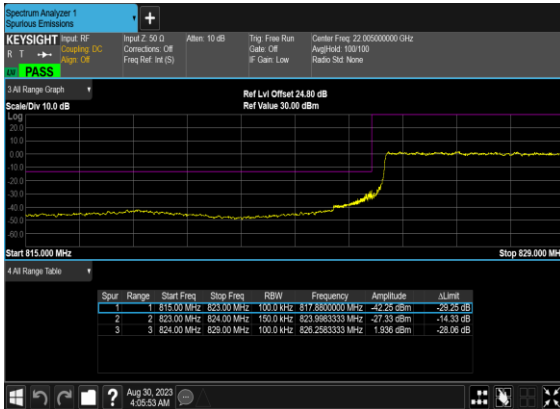 Spectrum Analyzer 1
Spurious Emissions
+
KEYSIGHT Input: RF Input Z: 50 Ω Atten: 10 dB Trig: Free Run Center Freq: 22.005000000 GHz
R T Coupling: DC Corrections: Off Gate: Off Avg|Hold: 100/100
Align: Off Freq Ref: Int (S) IF Gain: Low Radio Std: None
PASS
3 All Range Graph
Ref Lvl Offset 24.80 dB
Scale/Div 10.0 dB Ref Value 30.00 dBm
Log
20.0
10.0
0.00
-10.0
-20.0
-30.0
-40.0
-50.0
-60.0
Start 815.000 MHz Stop 829.000 MH
4 All Range Table
Spur Range Start Freq Stop Freq RBW Frequency Amplitude ΔLimit
1 1 815.00 MHz 823.00 MHz 100.0 kHz 817.8800000 MHz -42.25 dBm -29.25 dB
2 2 823.00 MHz 824.00 MHz 150.0 kHz 823.9983333 MHz -27.33 dBm -14.33 dB
3 3 824.00 MHz 829.00 MHz 100.0 kHz 826.2583333 MHz 1.936 dBm -28.06 dB
? Aug 30, 2023
4:05:53 AM